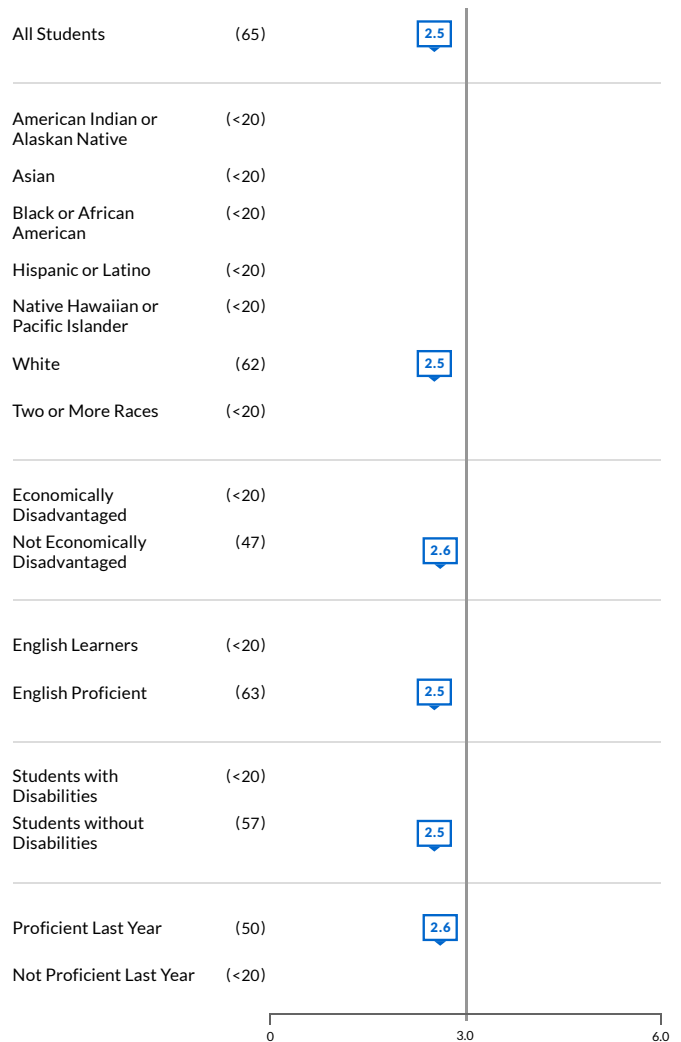 All Students (65) 2.5
American Indian or (<20)
Alaskan Native
Asian (<20)
Black or African (<20)
American
Hispanic or Latino (<20)
Native Hawaiian or (<20)
Pacific Islander
White (62) 2.5
Two or More Races (<20)
Economically (<20)
Disadvantaged
Not Economically (47) 2.6
Disadvantaged
English Learners (<20)
English Proficient (63) 2.5
Students with (<20)
Disabilities
Students without (57) 2.5
Disabilities
Proficient Last Year (50) 2.6
Not Proficient Last Year (<20)
0 3.0 6.0